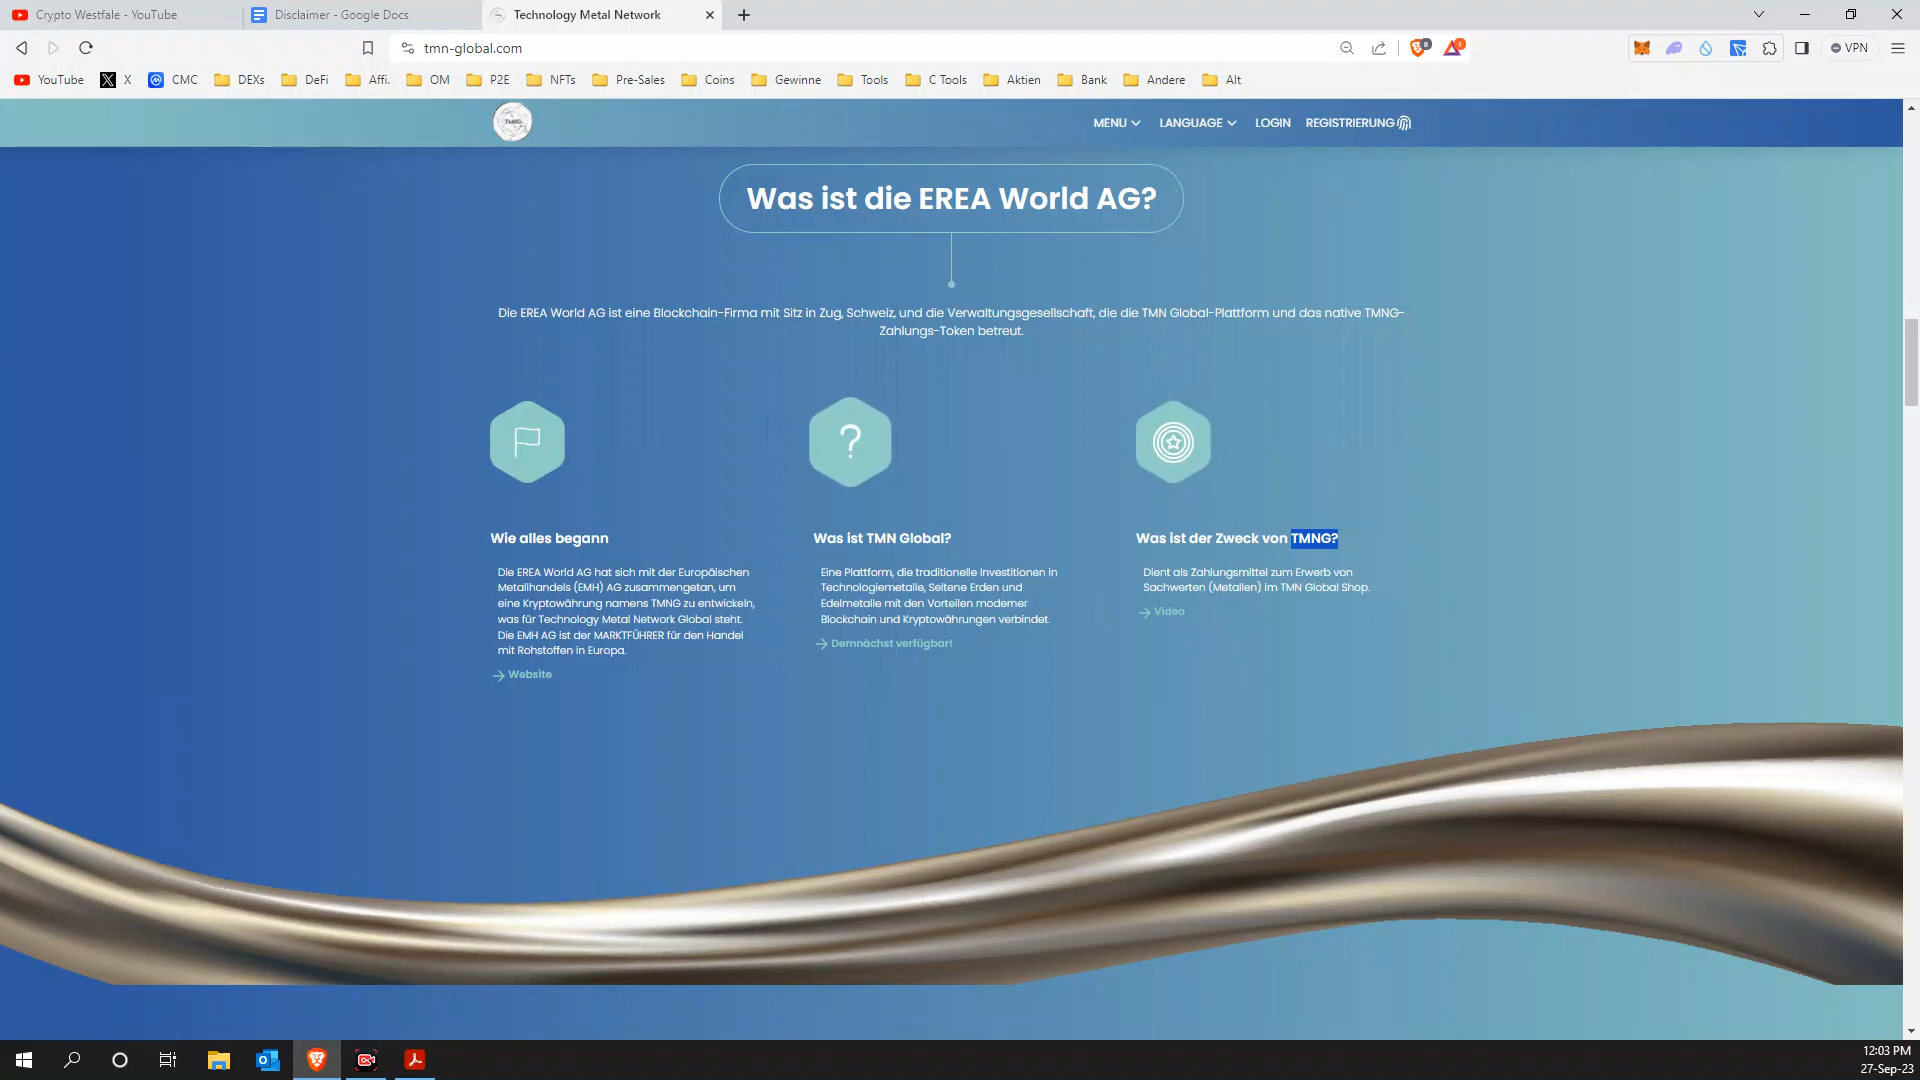 Crypto Westfale - YouTube
Disclaimer - Google Docs
Technology Metal Network
tmn-global.com
VPN
YouTube
X
CMC
DEXs
DeFi
Affi.
OM
P2E
NFTs
Pre-Sales
Coins
Gewinne
Tools
C Tools
Aktien
Bank
Andere
Alt
TMNG
MENU
LANGUAGE
LOGIN
REGISTRIERUNG
Was ist die EREA World AG?
Die EREA World AG ist eine Blockchain-Firma mit Sitz in Zug, Schweiz, und die Verwaltungsgesellschaft, die die TMN Global-Plattform und das native TMNG-
Zahlungs-Token betreut.
Wie alles begann
Die EREA World AG hat sich mit der Europäischen
Metallhandels (EMH) AG zusammengetan, um
eine Kryptowährung namens TMNG zu entwickeln,
was für Technology Metal Network Global steht.
Die EMH AG ist der MARKTFÜHRER für den Handel
mit Rohstoffen in Europa.
Website
Was ist TMN Global?
Eine Plattform, die traditionelle Investitionen in
Technologiemetalle, Seltene Erden und
Edelmetalle mit den Vorteilen moderner
Blockchain und Kryptowährungen verbindet.
Demnächst verfügbar!
Was ist der Zweck von TMNG?
Dient als Zahlungsmittel zum Erwerb von
Sachwerten (Metallen) im TMN Global Shop.
Video
12:03 PM
27-Sep-23